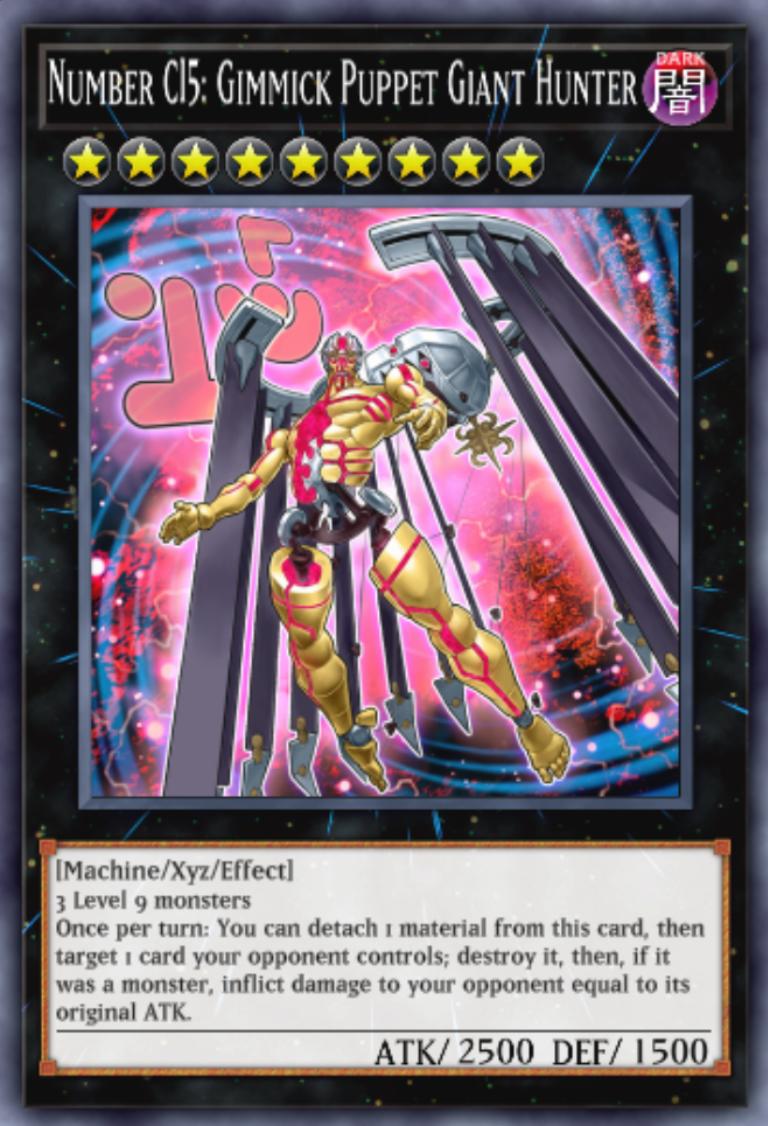 Number C15: Gimmick Puppet Giant Hunter
DARK
闇
[Machine/Xyz/Effect]
3 Level 9 monsters
Once per turn: You can detach 1 material from this card, then
target 1 card your opponent controls; destroy it, then, if it
was a monster, inflict damage to your opponent equal to its
original ATK.
ATK/ 2500 DEF/ 1500